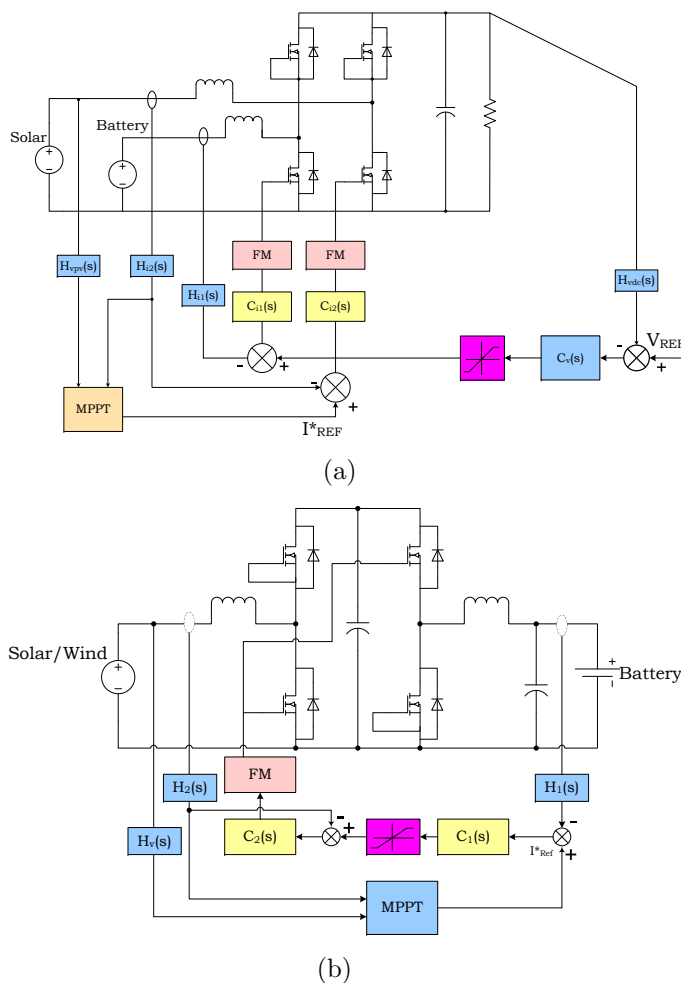 Solar
Battery
+
−
+
−
FM
FM
Hvpv(s)
Hi2(s)
Hi1(s)
Ci1(s)
Ci2(s)
Hvdc(s)
VREF
Cv(s)
-
+
-
+
-
+
MPPT
I*REF
(a)
Solar/Wind
+
−
+
-
Battery
FM
H2(s)
H1(s)
Hv(s)
C2(s)
-
+
C1(s)
-
+
I*Ref
MPPT
(b)